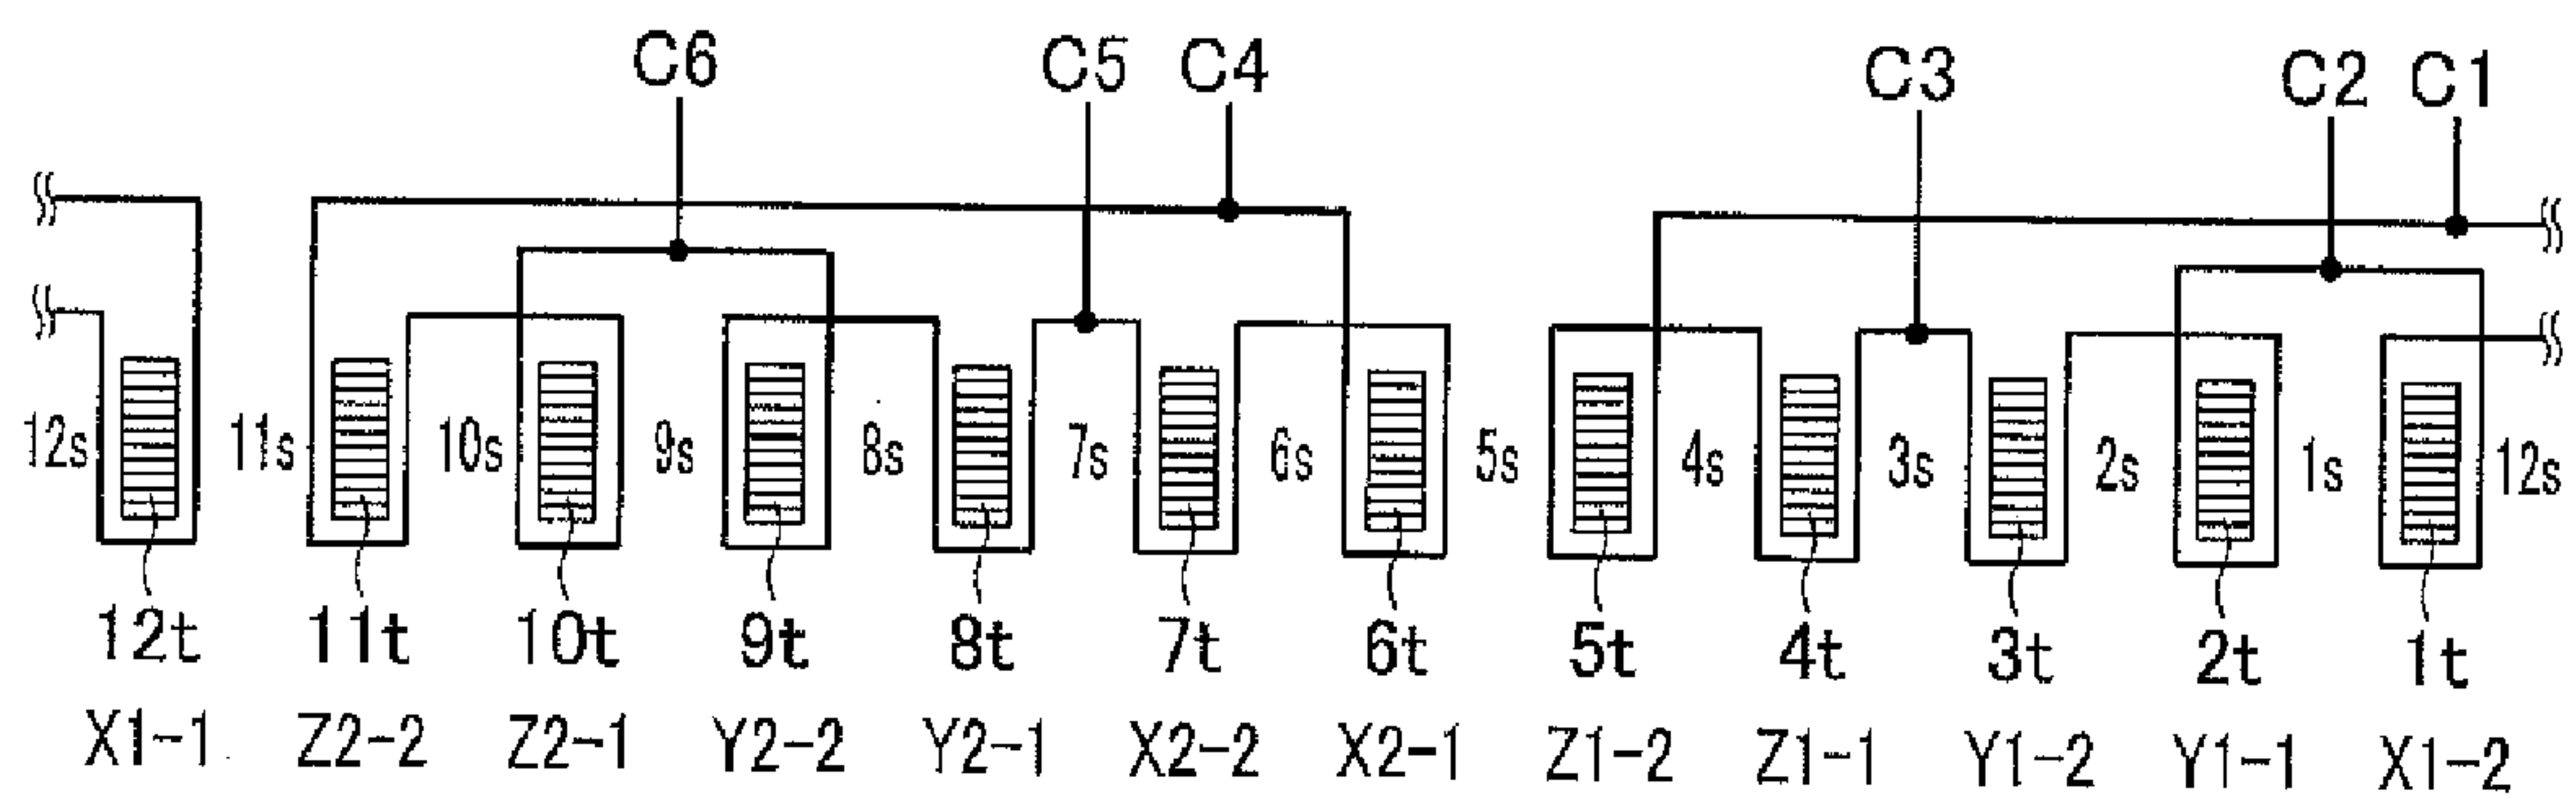 C6 C5 C4 C3 C2 C1
12s 11s 10s 9s 8s 7s 6s 5s 4s 3s 2s 1s 12s
12t 11t 10t 9t 8t 7t 6t 5t 4t 3t 2t 1t
X1-1 Z2-2 Z2-1 Y2-2 Y2-1 X2-2 X2-1 Z1-2 Z1-1 Y1-2 Y1-1 X1-2